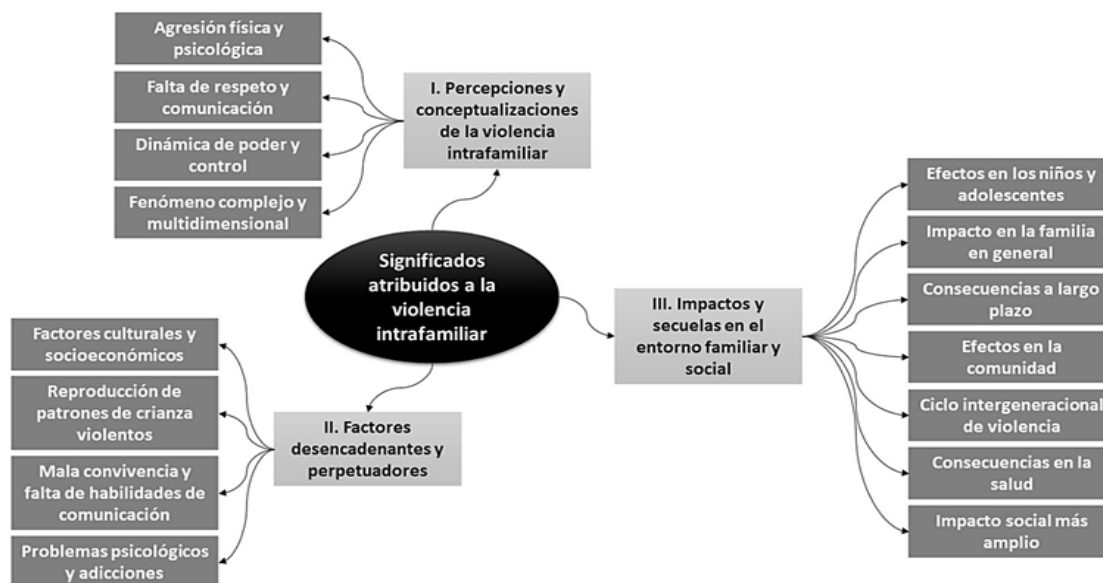 Agresión física y
psicológica
Falta de respeto y
comunicación
Dinámica de poder y
control
Fenómeno complejo y
multidimensional
I. Percepciones y
conceptualizaciones
de la violencia
intrafamiliar
Significados
atribuidos a la
violencia
intrafamiliar
Factores culturales y
socioeconómicos
Reproducción de
patrones de crianza
violentos
Mala convivencia y
falta de habilidades de
comunicación
Problemas psicológicos
y adicciones
II. Factores
desencadenantes y
perpetuadores
III. Impactos y
secuelas en el
entorno familiar y
social
Efectos en los niños y
adolescentes
Impacto en la familia
en general
Consecuencias a largo
plazo
Efectos en la
comunidad
Ciclo intergeneracional
de violencia
Consecuencias en la
salud
Impacto social más
amplio